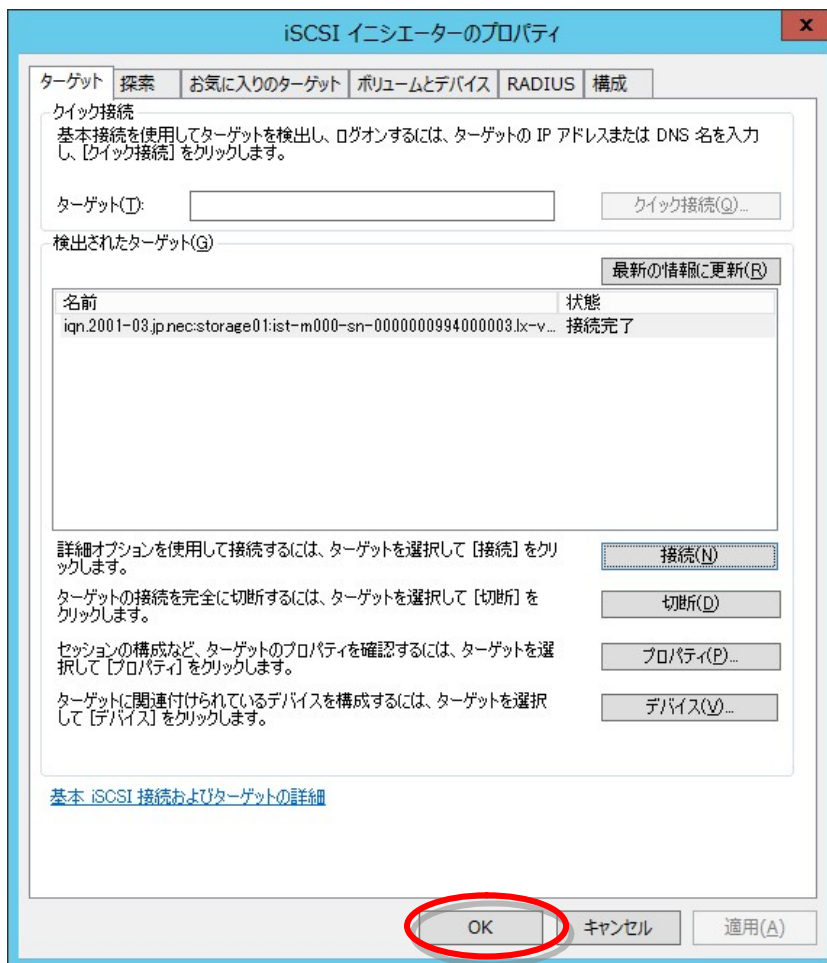 iSCSI イニシエーターのプロパティ
x
ターゲット 探索 お気に入りのターゲット ボリュームとデバイス RADIUS 構成
クイック接続
基本接続を使用してターゲットを検出し、ログオンするには、ターゲットの IP アドレスまたは DNS 名を入力
し、[クイック接続] をクリックします。
ターゲット(T): クイック接続(Q)...
検出されたターゲット(G)
最新の情報に更新(R)
名前 状態
iqn.2001-03.jp.nec:storage01:ist-m000-sn-0000000994000003.lx-v... 接続完了
詳細オプションを使用して接続するには、ターゲットを選択して [接続] をクリ
ックします。
接続(N)
ターゲットの接続を完全に切断するには、ターゲットを選択して [切断] を
クリックします。
切断(D)
セッションの構成など、ターゲットのプロパティを確認するには、ターゲットを選
択して [プロパティ] をクリックします。
プロパティ(P)...
ターゲットに関連付けられているデバイスを構成するには、ターゲットを選択
して [デバイス] をクリックします。
デバイス(V)...
基本 iSCSI 接続およびターゲットの詳細
OK キャンセル 適用(A)